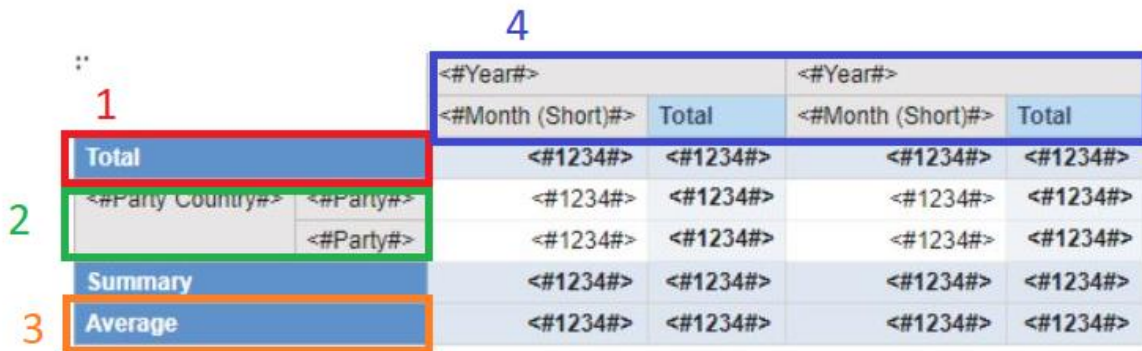 4
<#Year#> <#Year#>
1
<#Month (Short)#> Total <#Month (Short)#> Total
Total <#1234#> <#1234#> <#1234#> <#1234#>
2
<#Party Country#> <#Party#> <#1234#> <#1234#> <#1234#> <#1234#>
<#Party#> <#1234#> <#1234#> <#1234#> <#1234#>
Summary <#1234#> <#1234#> <#1234#> <#1234#>
3 Average <#1234#> <#1234#> <#1234#> <#1234#>